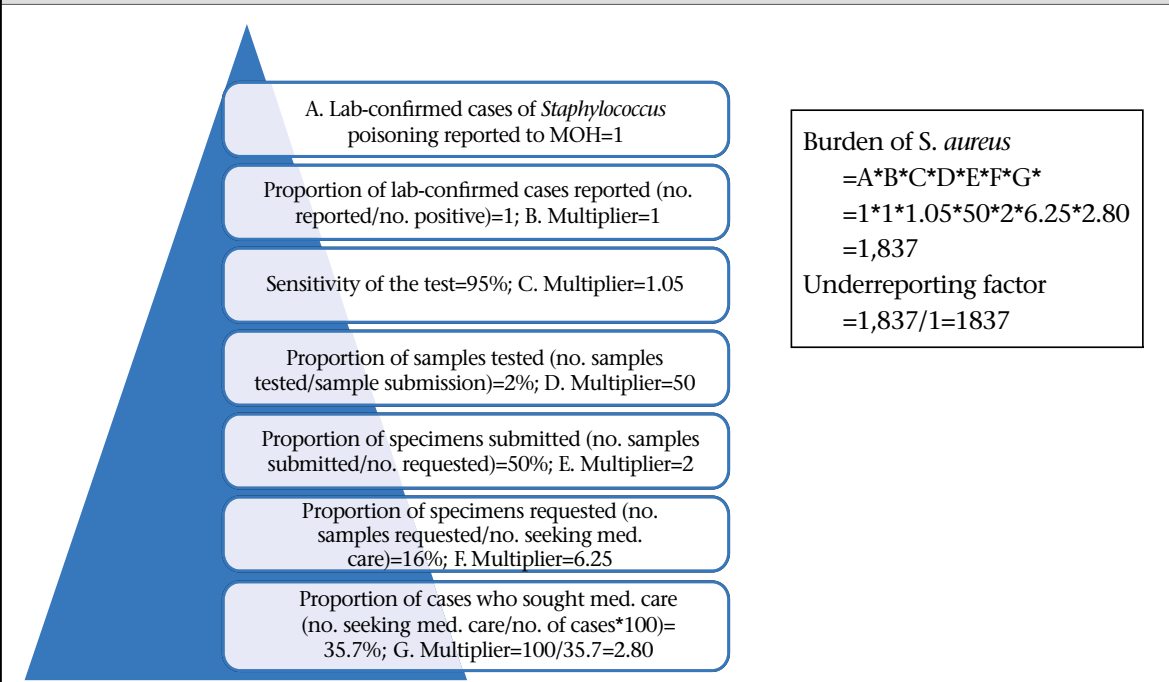 A. Lab-confirmed cases of Staphylococcus
poisoning reported to MOH=1
Proportion of lab-confirmed cases reported (no.
reported/no. positive)=1; B. Multiplier=1
Sensitivity of the test=95%; C. Multiplier=1.05
Proportion of samples tested (no. samples
tested/sample submission)=2%; D. Multiplier=50
Proportion of specimens submitted (no. samples
submitted/no. requested)=50%; E. Multiplier=2
Proportion of specimens requested (no.
samples requested/no. seeking med.
care)=16%; F. Multiplier=6.25
Proportion of cases who sought med. care
(no. seeking med. care/no. of cases*100)=
35.7%; G. Multiplier=100/35.7=2.80
Burden of S. aureus
=A*B*C*D*E*F*G*
=1*1*1.05*50*2*6.25*2.80
=1,837
Underreporting factor
=1,837/1=1837